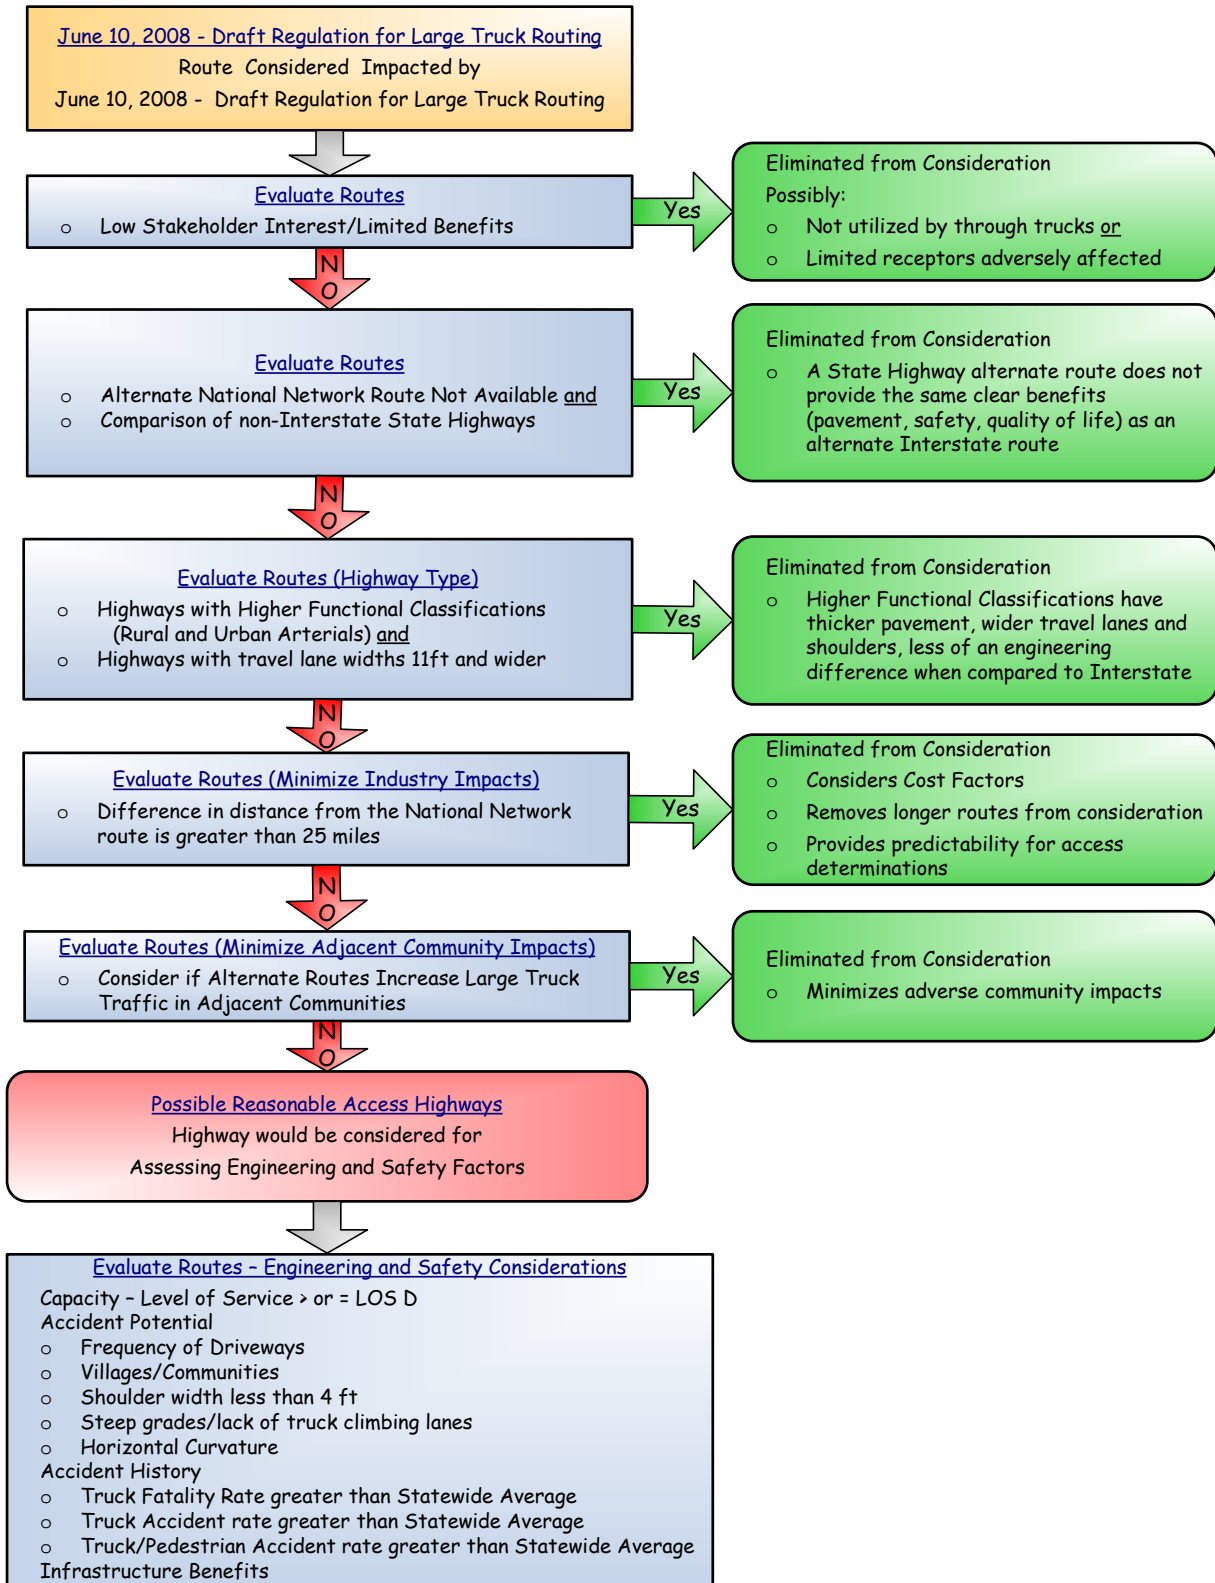 June 10, 2008 - Draft Regulation for Large Truck Routing
Route Considered Impacted by
June 10, 2008 - Draft Regulation for Large Truck Routing
Evaluate Routes
o Low Stakeholder Interest/Limited Benefits
Yes
Eliminated from Consideration
Possibly:
o Not utilized by through trucks or
o Limited receptors adversely affected
N
O
Evaluate Routes
o Alternate National Network Route Not Available and
o Comparison of non-Interstate State Highways
Yes
Eliminated from Consideration
o A State Highway alternate route does not
provide the same clear benefits
(pavement, safety, quality of life) as an
alternate Interstate route
N
O
Evaluate Routes (Highway Type)
o Highways with Higher Functional Classifications
(Rural and Urban Arterials) and
o Highways with travel lane widths 11ft and wider
Yes
Eliminated from Consideration
o Higher Functional Classifications have
thicker pavement, wider travel lanes and
shoulders, less of an engineering
difference when compared to Interstate
N
O
Evaluate Routes (Minimize Industry Impacts)
o Difference in distance from the National Network
route is greater than 25 miles
Yes
Eliminated from Consideration
o Considers Cost Factors
o Removes longer routes from consideration
o Provides predictability for access
determinations
N
O
Evaluate Routes (Minimize Adjacent Community Impacts)
o Consider if Alternate Routes Increase Large Truck
Traffic in Adjacent Communities
Yes
Eliminated from Consideration
o Minimizes adverse community impacts
N
O
Possible Reasonable Access Highways
Highway would be considered for
Assessing Engineering and Safety Factors
Evaluate Routes – Engineering and Safety Considerations
Capacity – Level of Service > or = LOS D
Accident Potential
o Frequency of Driveways
o Villages/Communities
o Shoulder width less than 4 ft
o Steep grades/lack of truck climbing lanes
o Horizontal Curvature
Accident History
o Truck Fatality Rate greater than Statewide Average
o Truck Accident rate greater than Statewide Average
o Truck/Pedestrian Accident rate greater than Statewide Average
Infrastructure Benefits